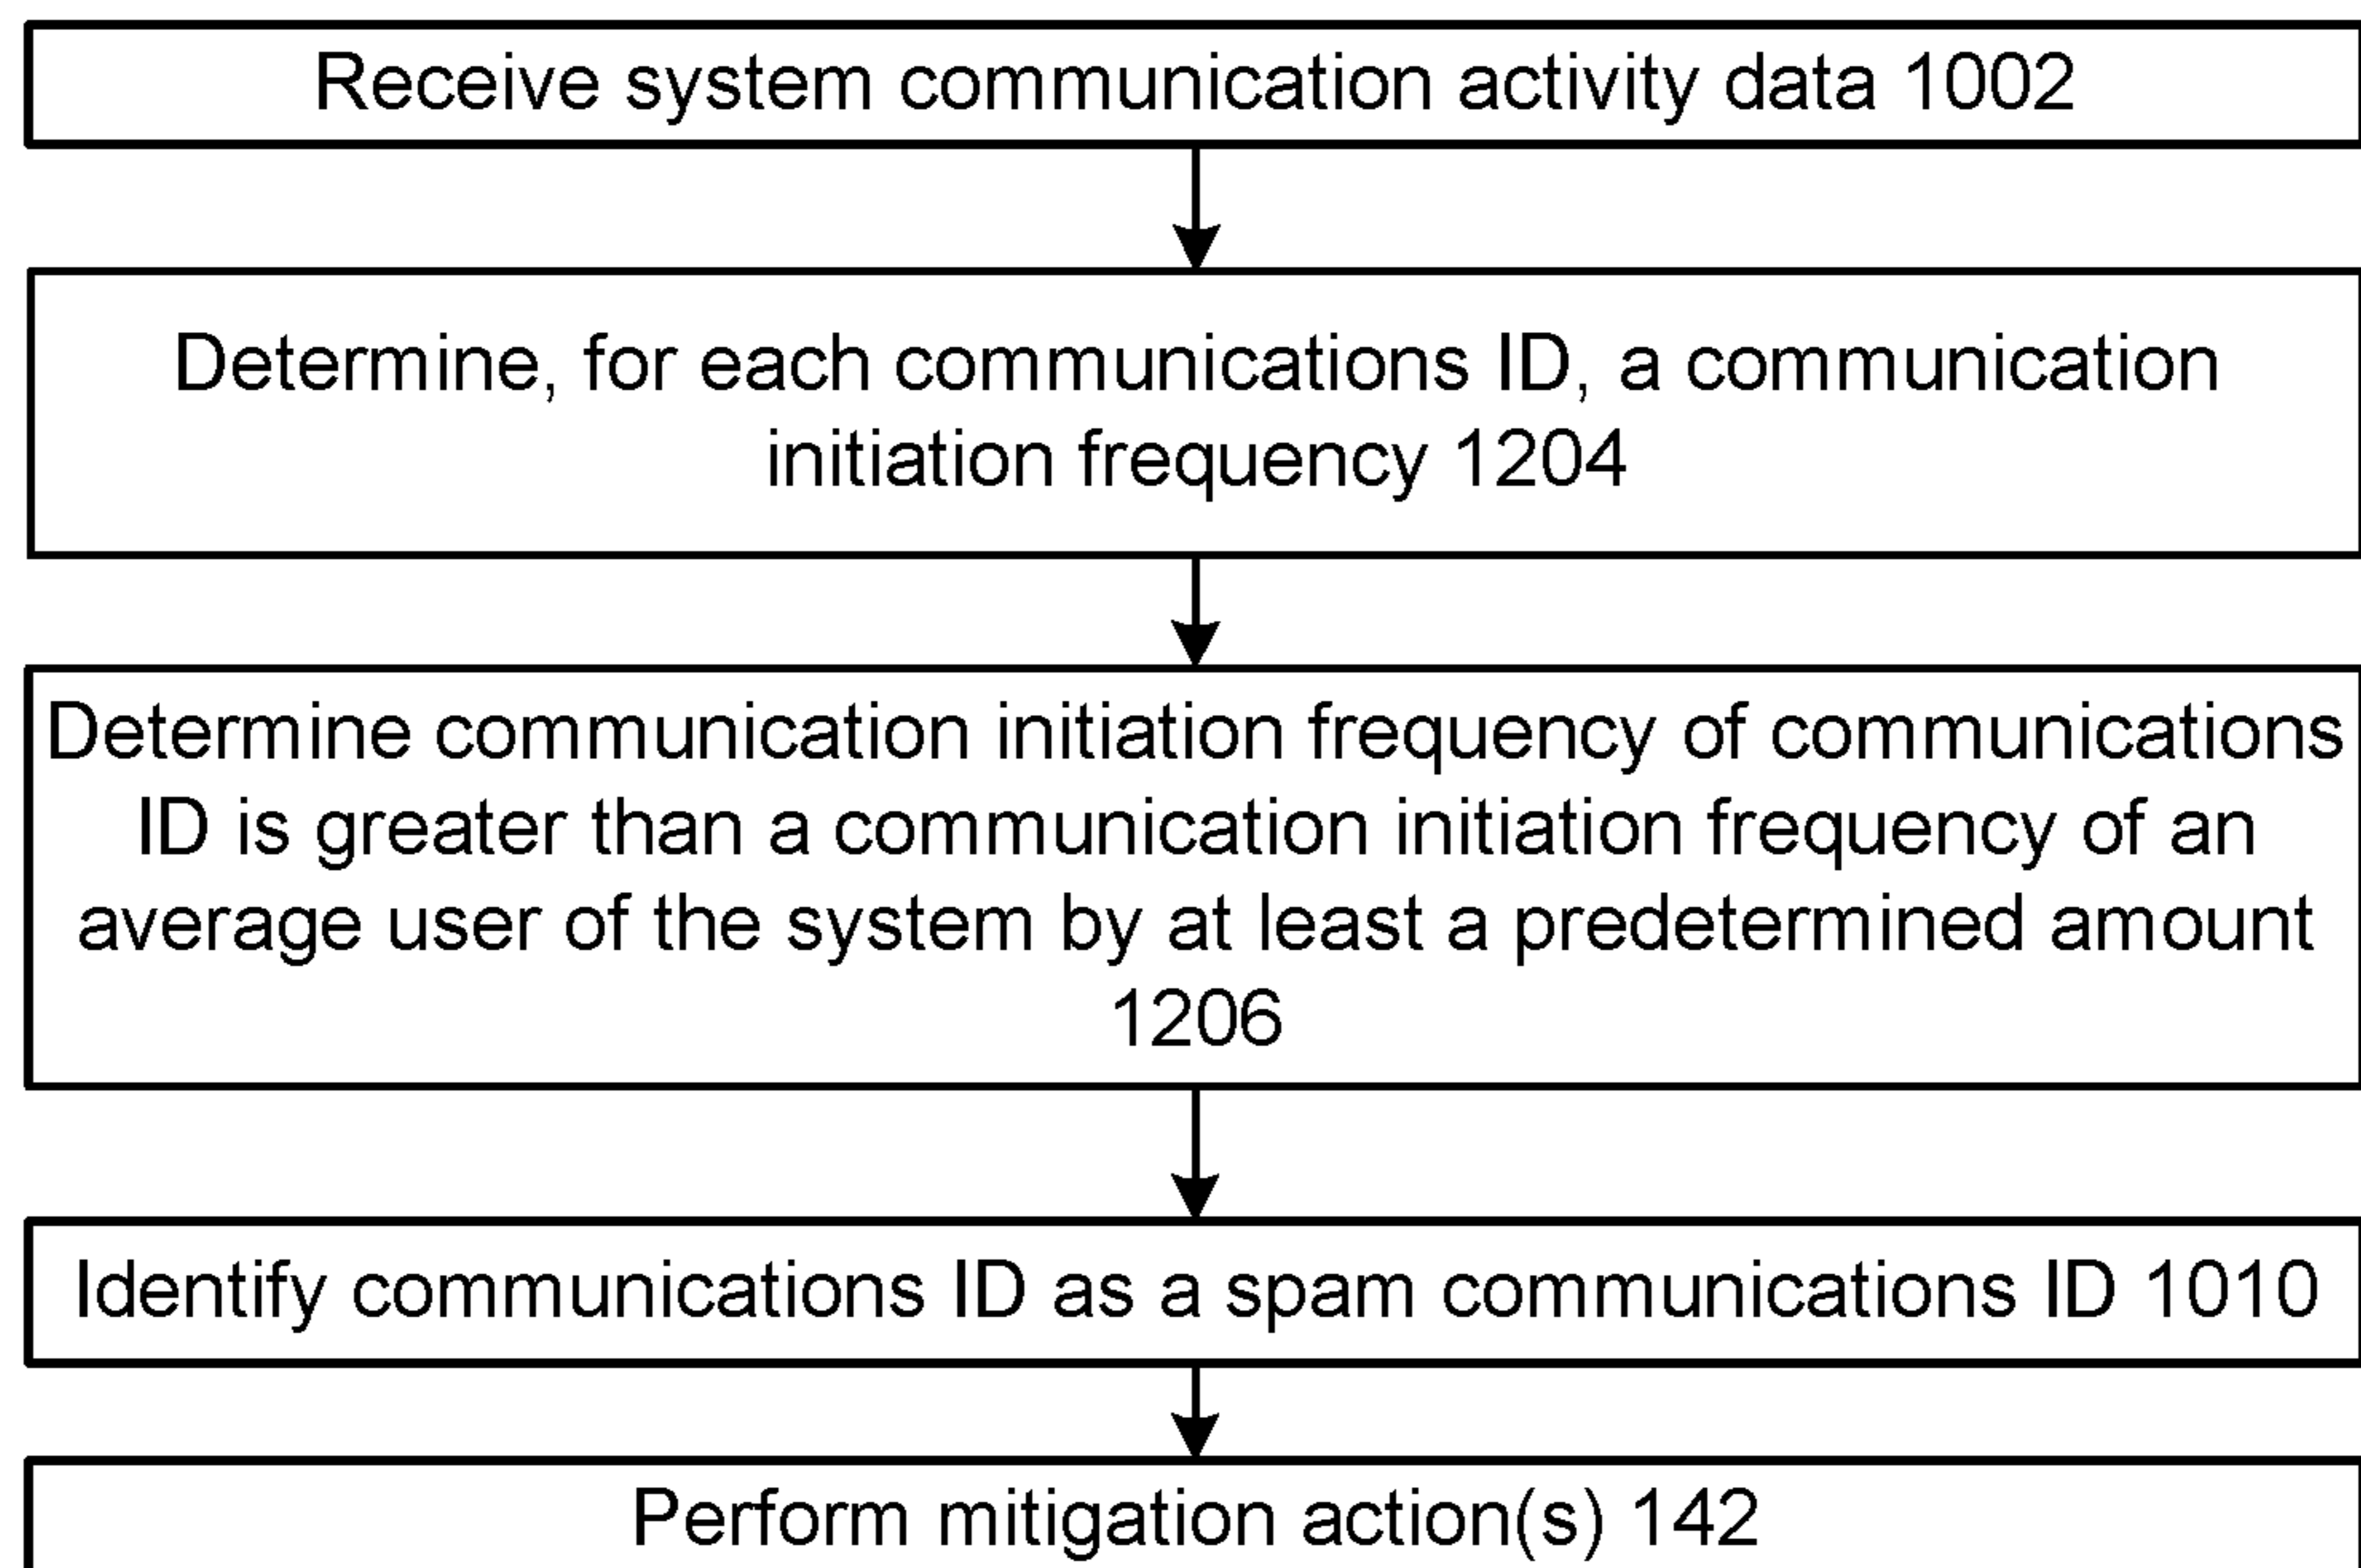 Receive system communication activity data 1002
Determine, for each communications ID, a communication
initiation frequency 1204
Determine communication initiation frequency of communications
ID is greater than a communication initiation frequency of an
average user of the system by at least a predetermined amount
1206
Identify communications ID as a spam communications ID 1010
Perform mitigation action(s) 142